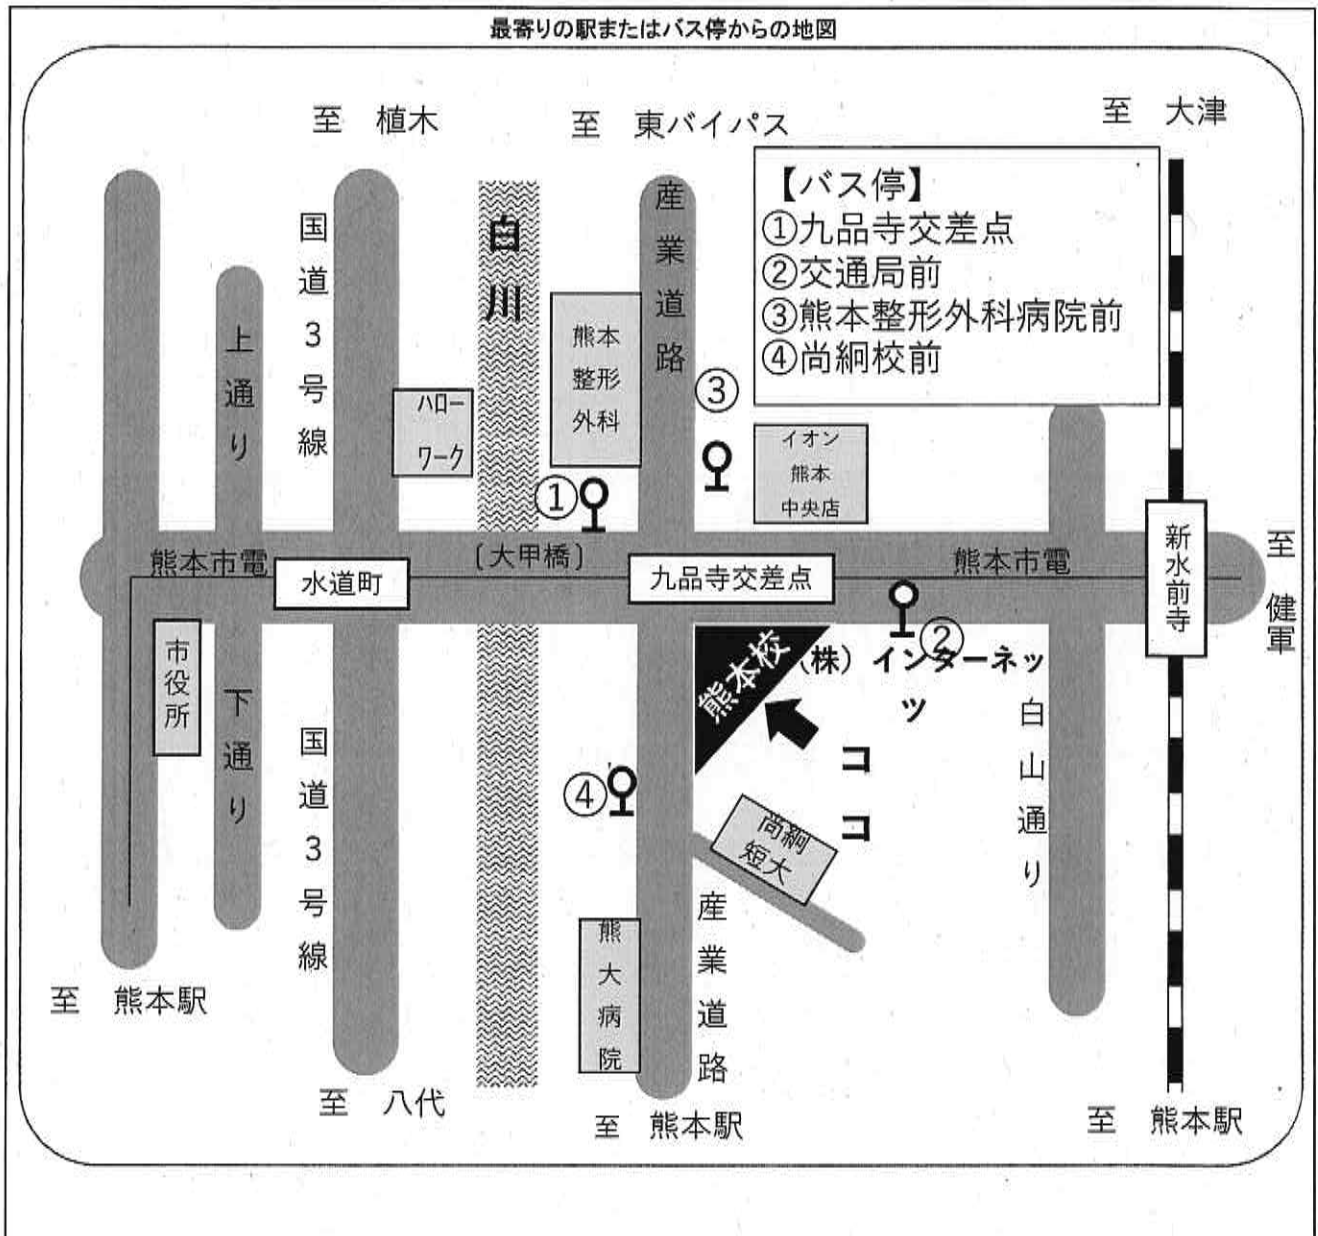 最寄りの駅またはバス停からの地図
至 植木
至 東バイパス
至 大津
【バス停】
①九品寺交差点
②交通局前
③熊本整形外科病院前
④尚絅校前
国道3号線
白川
産業道路
上通り
熊本
整形
外科
③
ハロー
ワーク
イオン
熊本
中央店
①
熊本市電
水道町
〔大甲橋〕
九品寺交差点
熊本市電
新水前寺
至 健軍
市役所
下通り
国道3号線
熊本校
(株)インターネッ
ツ
②
ココ
白山通り
④
尚絅
短大
産業道路
熊大病院
至 熊本駅
至 八代
至 熊本駅
至 熊本駅